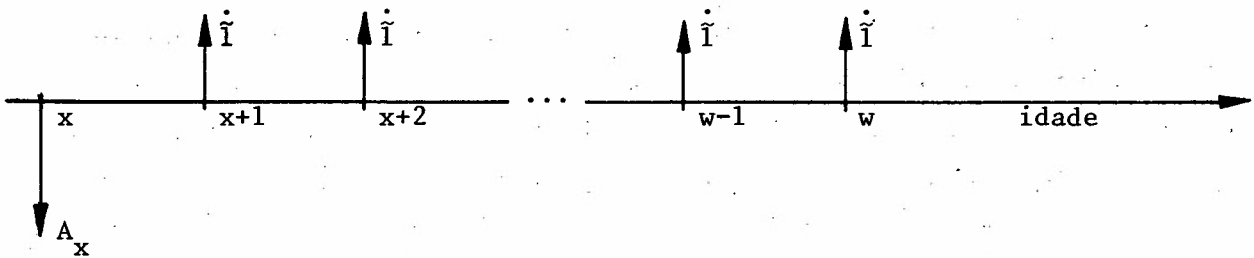 1̰̇ 1̰̇ 1̰̇ 1̰̇
x x+1 x+2 ... w-1 w idade
A_x